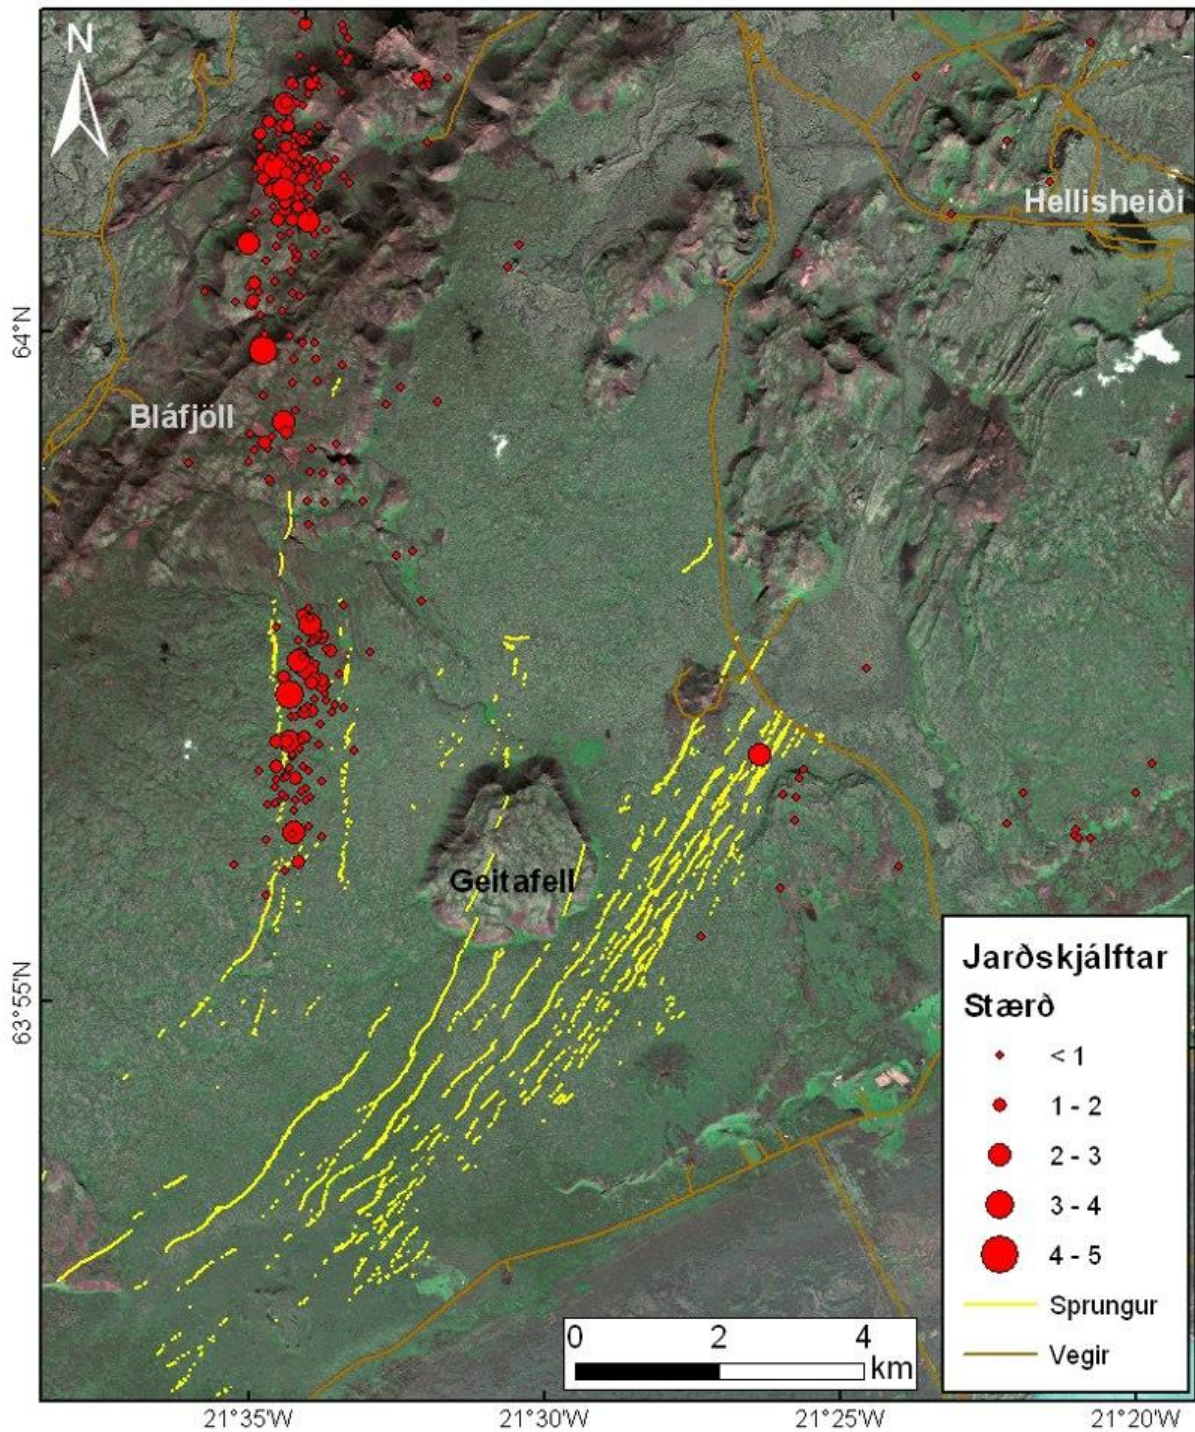 N
Hellisheiði
64°N
Bláfjöll
Geitafell
63°55'N
Jarðskjálftar
Stærð
< 1
1 - 2
2 - 3
3 - 4
4 - 5
Sprungur
Vegir
0 2 4
km
21°35'W 21°30'W 21°25'W 21°20'W